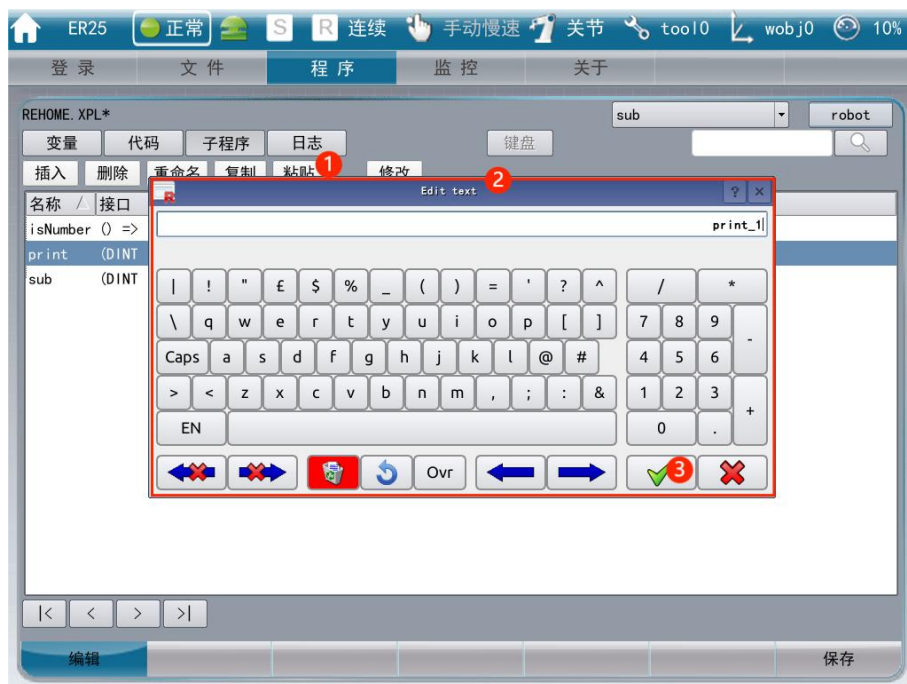 ER25 正常 S R 连续 手动慢速 关节 tool0 wobj0 10%
登录 文件 程序 监控 关于
REHOME.XPL* sub robot
变量 代码 子程序 日志 键盘
插入 删除 重命名 复制 粘贴 1 修改
R Edit text 2 ? ×
名称 接口
print_1
isNumber () =>
print (DINT
sub (DINT
| ! " £ $ % _ ( ) = ' ? ^ / *
\ q w e r t y u i o p [ ] 7 8 9 -
Caps a s d f g h j k l @ # 4 5 6
> < z x c v b n m , ; : & 1 2 3 +
EN 0 .
Ovr 3
|< < > >|
编辑 保存